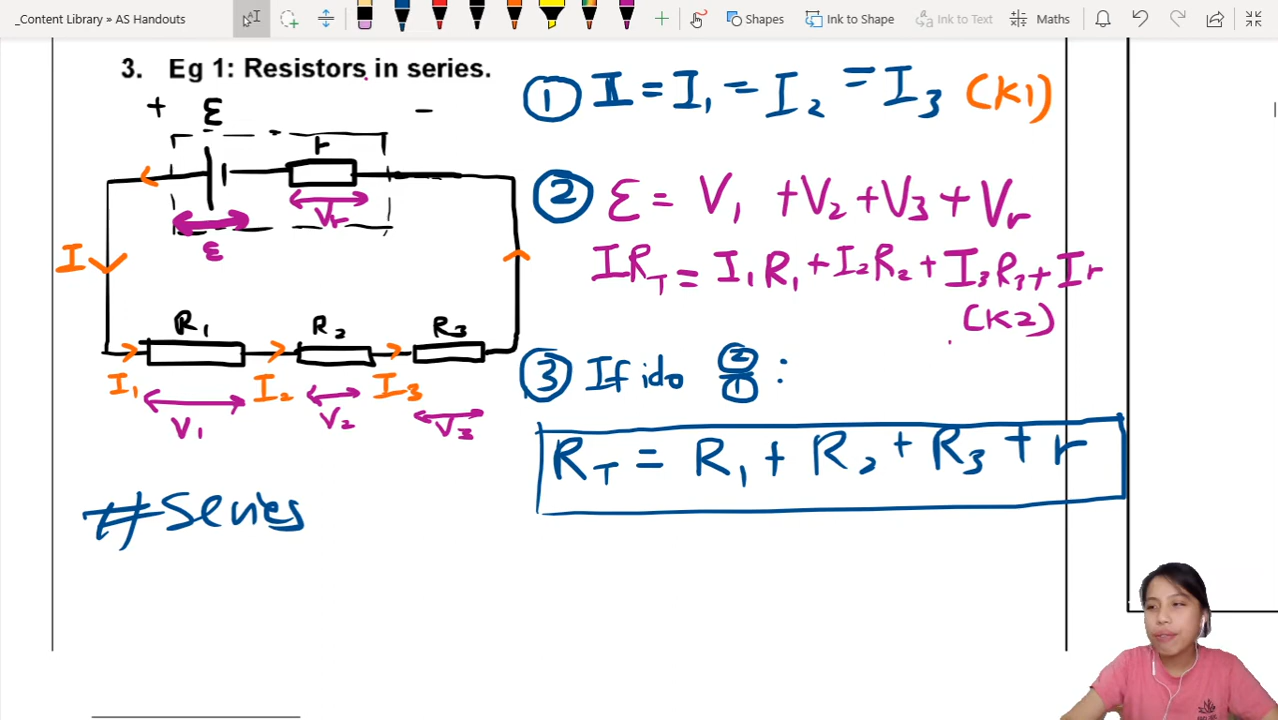 _Content Library » AS Handouts
Shapes
Ink to Shape
Ink to Text
Maths
3. Eg 1: Resistors in series.
+ ε −
r
Vr
ε
I
R1 R2 R3
I1 I2 I3
V1 V2 V3
#Series
① I = I1 = I2 = I3 (K1)
② ε = V1 + V2 + V3 + Vr
IRT = I1R1 + I2R2 + I3R3 + Ir
(K2)
③ If i do ②/① :
RT = R1 + R2 + R3 + r